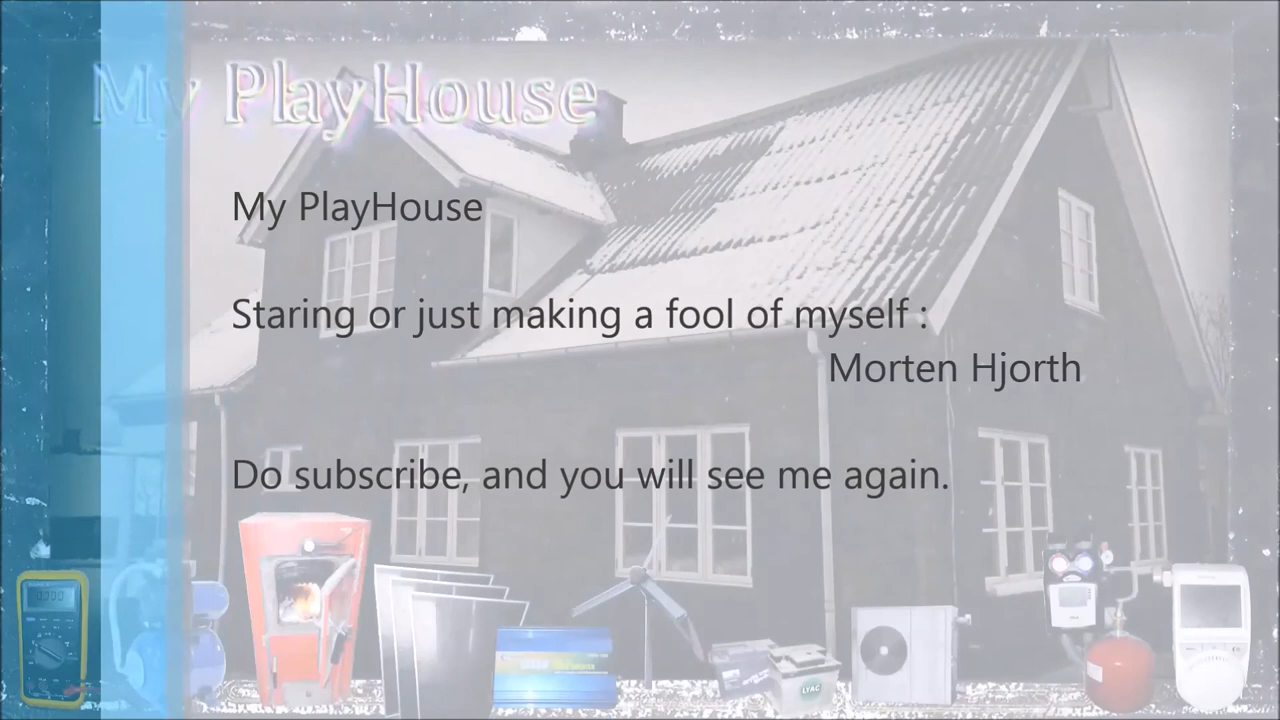 My PlayHouse
My PlayHouse
Staring or just making a fool of myself :
Morten Hjorth
Do subscribe, and you will see me again.
LYAC